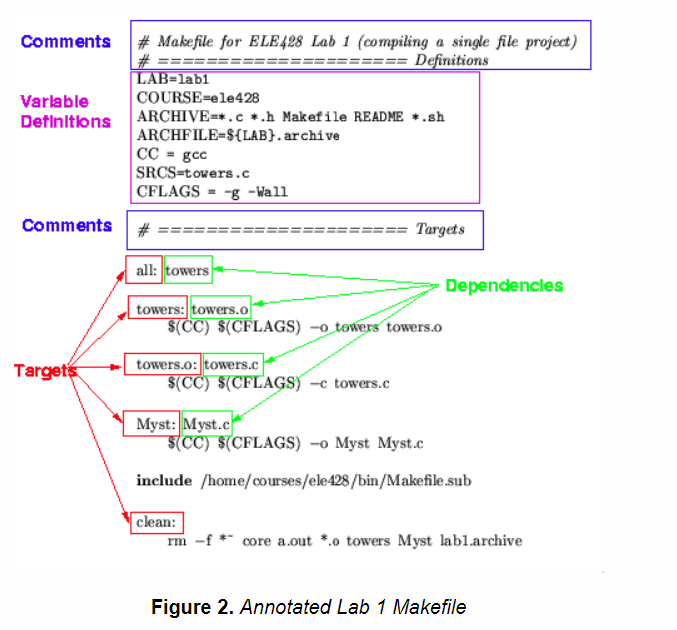 Comments
# Makefile for ELE428 Lab 1 (compiling a single file project)
# ===================== Definitions
Variable
Definitions
LAB=lab1
COURSE=ele428
ARCHIVE=*.c *.h Makefile README *.sh
ARCHFILE=${LAB}.archive
CC = gcc
SRCS=towers.c
CFLAGS = -g -Wall
Comments
# ===================== Targets
all: towers
Dependencies
towers: towers.o
$(CC) $(CFLAGS) –o towers towers.o
Targets
towers.o: towers.c
$(CC) $(CFLAGS) –c towers.c
Myst: Myst.c
$(CC) $(CFLAGS) –o Myst Myst.c
include /home/courses/ele428/bin/Makefile.sub
clean:
rm –f *~ core a.out *.o towers Myst lab1.archive
Figure 2. Annotated Lab 1 Makefile